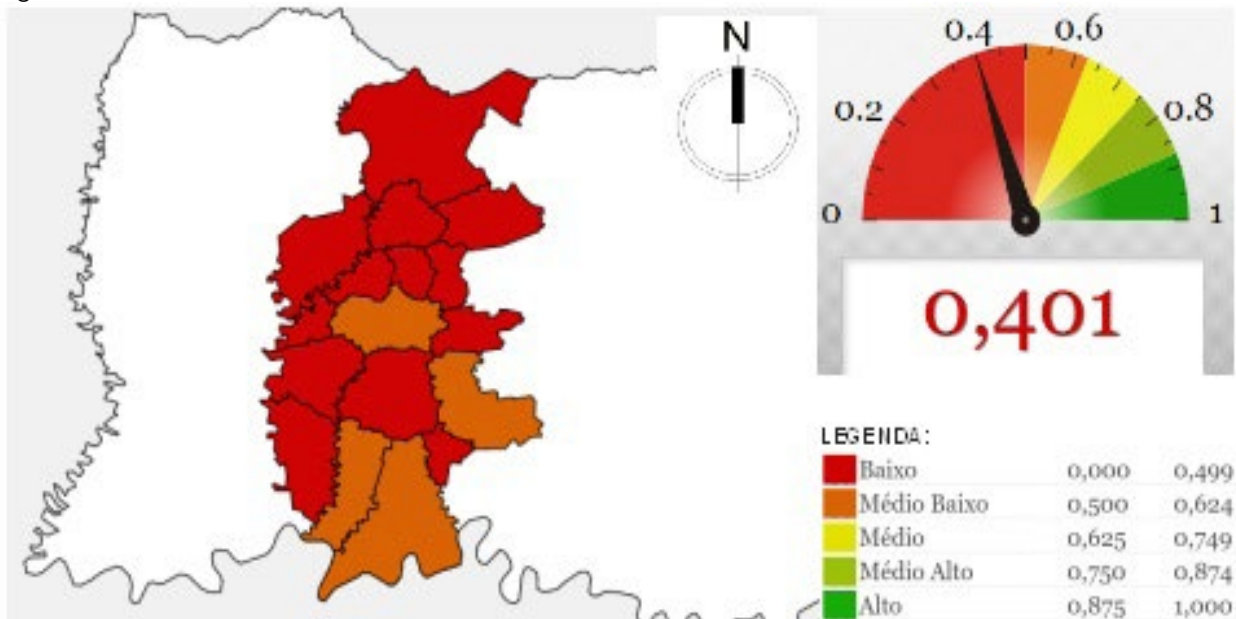 N
0.4
0.6
0.2
0.8
0
1
0,401
LEGENDA:
Baixo 0,000 0,499
Médio Baixo 0,500 0,624
Médio 0,625 0,749
Médio Alto 0,750 0,874
Alto 0,875 1,000